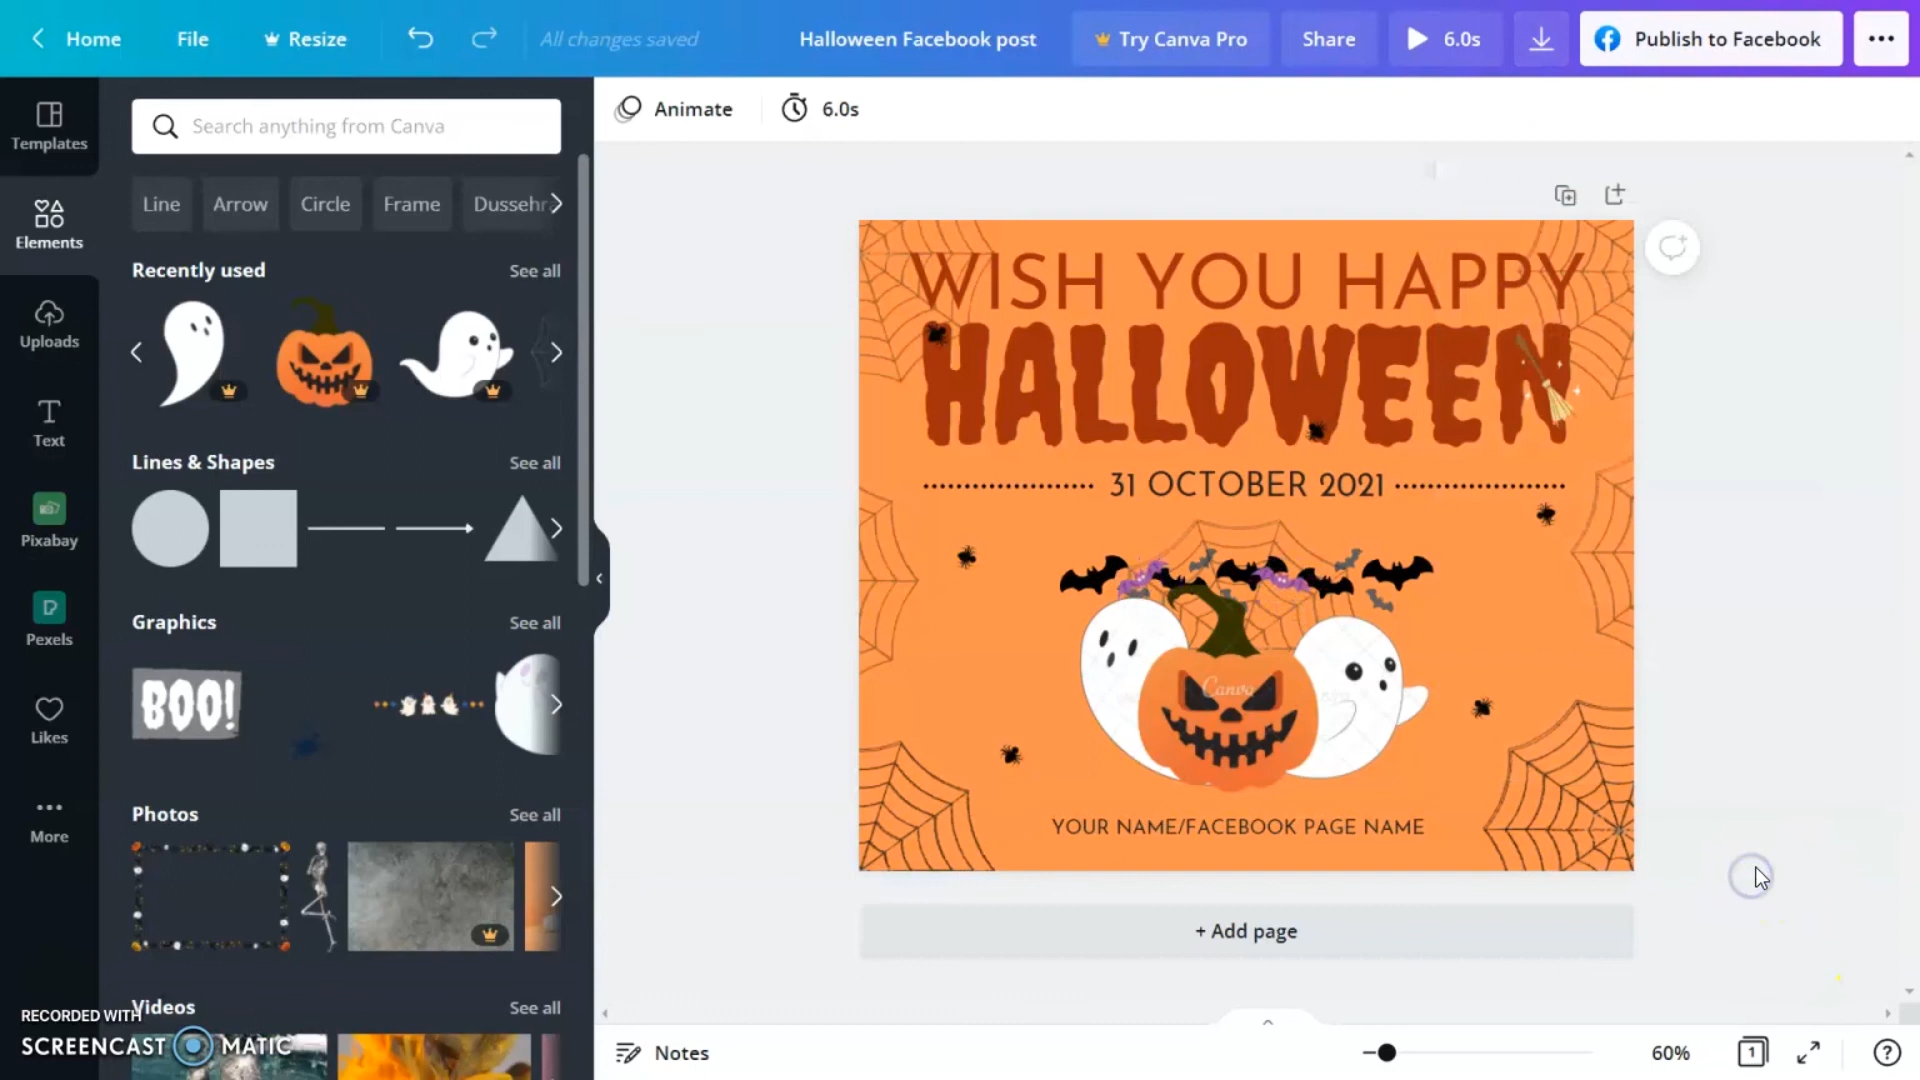 Home
File
Resize
All changes saved
Halloween Facebook post
Try Canva Pro
Share
6.0s
Publish to Facebook
Templates
Elements
Uploads
Text
Pixabay
Pexels
Likes
More
Search anything from Canva
Line
Arrow
Circle
Frame
Dussehr
Recently used
See all
Lines & Shapes
See all
Graphics
See all
BOO!
Photos
See all
Videos
See all
RECORDED WITH
SCREENCAST MATIC
Animate
6.0s
WISH YOU HAPPY
HALLOWEEN
31 OCTOBER 2021
Canva
YOUR NAME/FACEBOOK PAGE NAME
+ Add page
Notes
60%
1